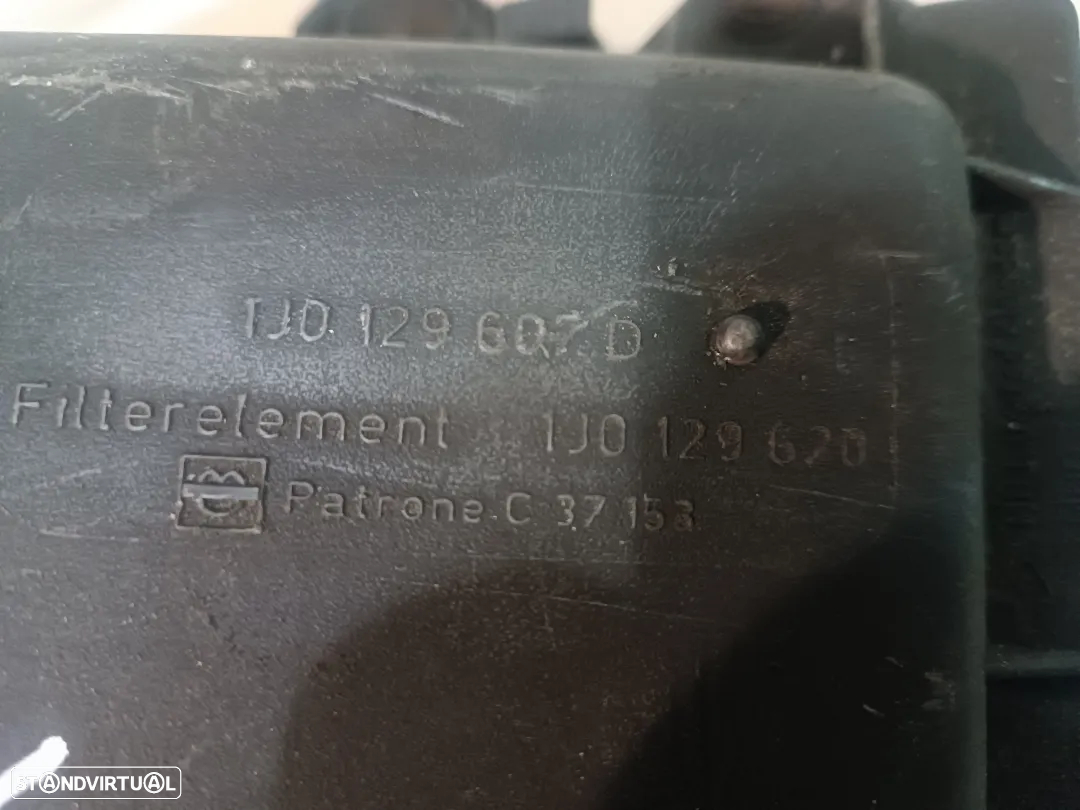 1J0 129 607 D
Filterelement 1J0 129 620
Patrone C 37 153
STANDVIRTUAL